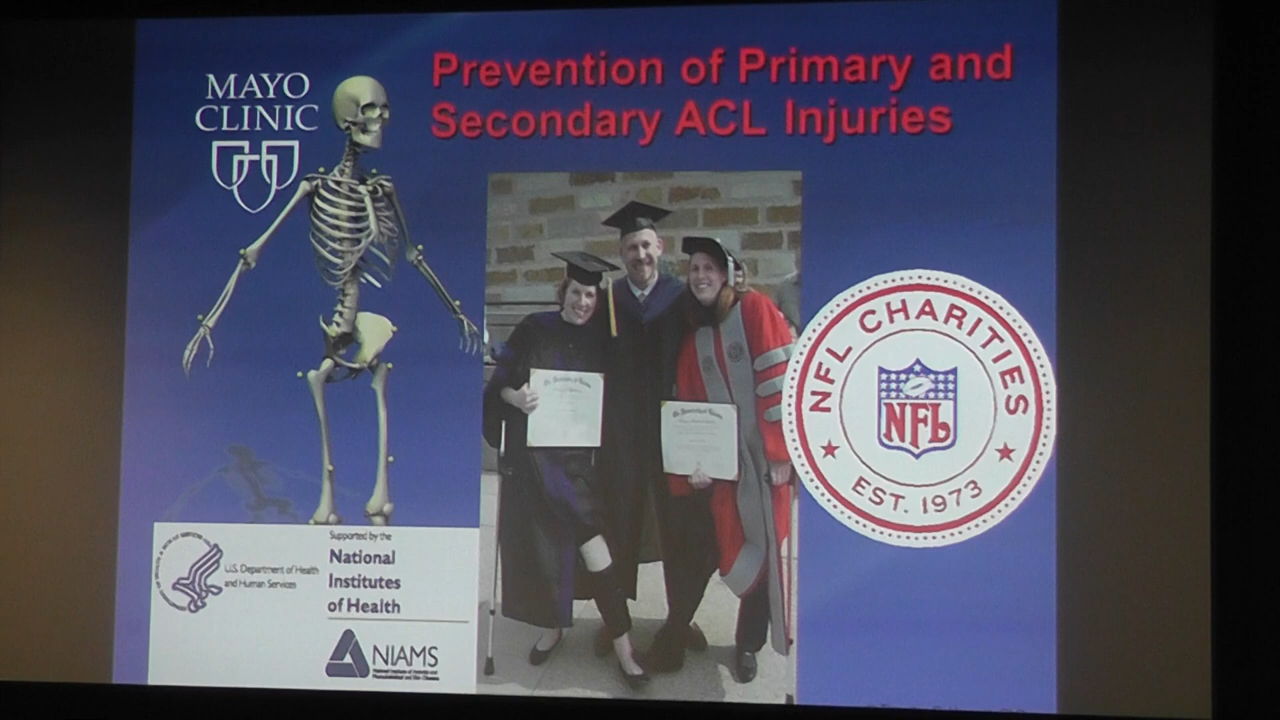 MAYO
CLINIC
Prevention of Primary and
Secondary ACL Injuries
NFL CHARITIES
NFL
EST. 1973
U.S. Department of Health
and Human Services
Supported by the
National
Institutes
of Health
NIAMS